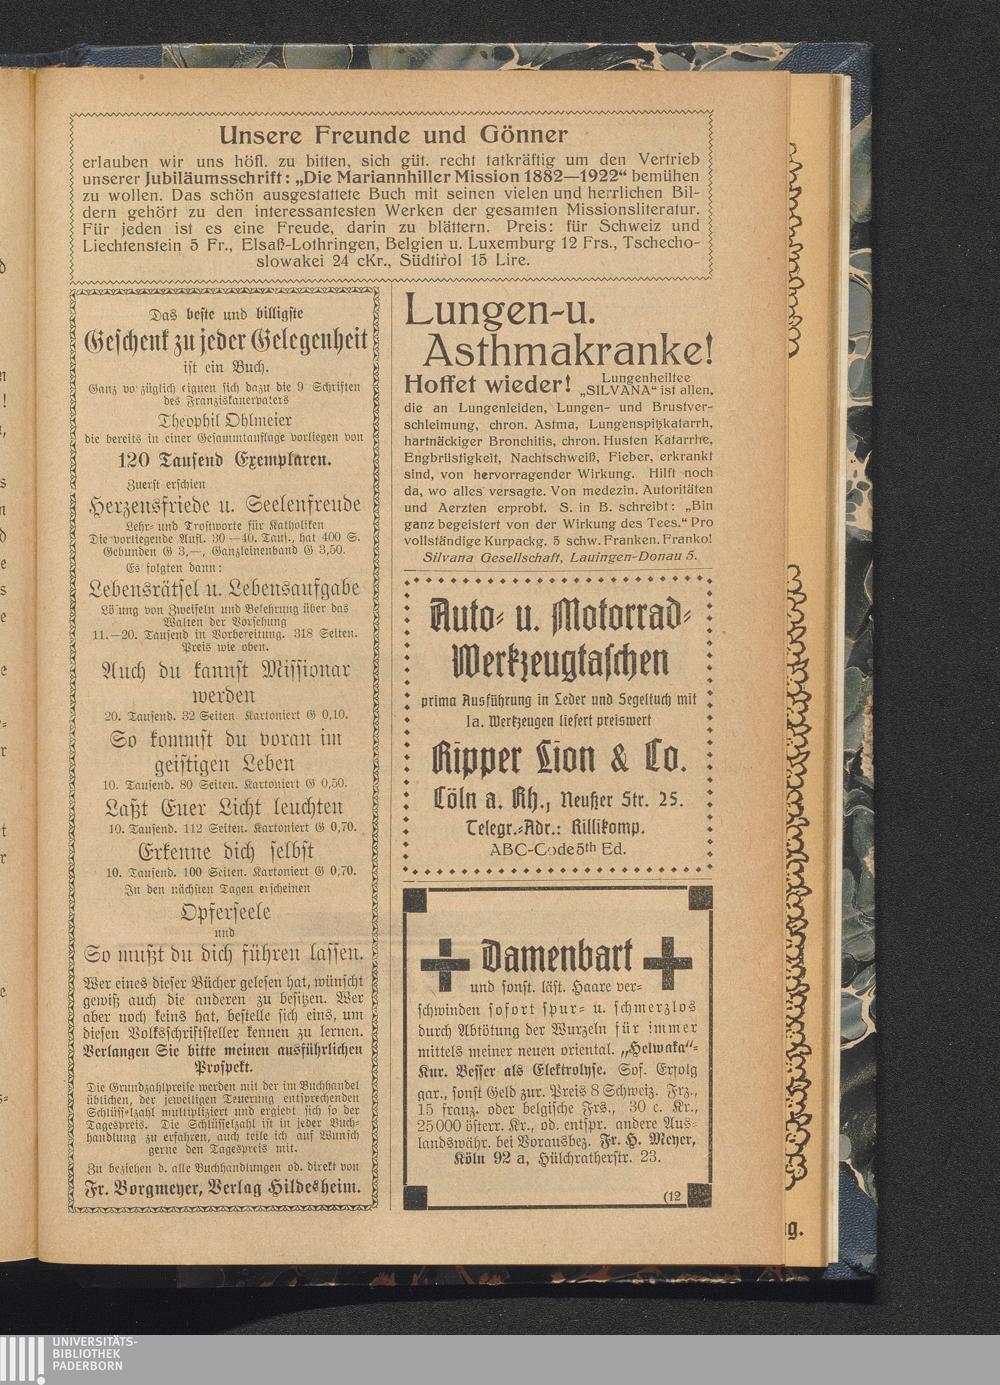 Unsere Freunde und Gönner
erlauben wir uns höfl. zu bitten, sich güt. recht tatkräftig um den Vertrieb
unserer Jubiläumsschrift: „Die Mariannhiller Mission 1882—1922“ bemühen
zu wollen. Das schön ausgestattete Buch mit seinen vielen und herrlichen Bil-
dern gehört zu den interessantesten Werken der gesamten Missionsliteratur.
Für jeden ist es eine Freude, darin zu blättern. Preis: für Schweiz und
Liechtenstein 5 Fr., Elsaß-Lothringen, Belgien u. Luxemburg 12 Frs., Tschecho-
slowakei 24 cKr., Südtirol 15 Lire.
Das beste und billigste
Geschenk zu jeder Gelegenheit
ist ein Buch.
Ganz vorzüglich eignen sich dazu die 9 Schriften
des Franziskanerpaters
Theophil Ohlmeier
die bereits in einer Gesammtauflage vorliegen von
120 Tausend Exemplaren.
Zuerst erschien
Herzensfriede u. Seelenfreude
Lehr- und Trostworte für Katholiken
Die vorliegende Aufl. 30—40. Taus., hat 400 S.
Gebunden G 3,—, Ganzleinenband G 3,50.
Es folgten dann:
Lebensrätsel u. Lebensaufgabe
Lösung von Zweifeln und Belehrung über das
Walten der Vorsehung
11.—20. Tausend in Vorbereitung. 318 Seiten.
Preis wie oben.
Auch du kannst Missionar
werden
20. Tausend. 32 Seiten. Kartoniert G 0,10.
So kommst du voran im
geistigen Leben
10. Tausend. 80 Seiten. Kartoniert G 0,50.
Laßt Euer Licht leuchten
10. Tausend. 112 Seiten. Kartoniert G 0,70.
Erkenne dich selbst
10. Tausend. 100 Seiten. Kartoniert G 0,70.
In den nächsten Tagen erscheinen
Opferseele
und
So mußt du dich führen lassen.
Wer eines dieser Bücher gelesen hat, wünscht
gewiß auch die anderen zu besitzen. Wer
aber noch keins hat, bestelle sich eins, um
diesen Volksschriftsteller kennen zu lernen.
Verlangen Sie bitte meinen ausführlichen
Prospekt.
Die Grundzahlpreise werden mit der im Buchhandel
üblichen, der jeweiligen Teuerung entsprechenden
Schlüsselzahl multipliziert und ergiebt sich so der
Tagespreis. Die Schlüsselzahl ist in jeder Buch-
handlung zu erfahren, auch teile ich auf Wunsch
gerne den Tagespreis mit.
Zu beziehen d. alle Buchhandlungen od. direkt von
Fr. Borgmeyer, Verlag Hildesheim.
Lungen-u.
Asthmakranke!
Hoffet wieder! Lungenheiltee
„SILVANA“ ist allen,
die an Lungenleiden, Lungen- und Brustver-
schleimung, chron. Astma, Lungenspitzkatarrh,
hartnäckiger Bronchitis, chron. Husten Katarrhe,
Engbrüstigkeit, Nachtschweiß, Fieber, erkrankt
sind, von hervorragender Wirkung. Hilft noch
da, wo alles versagte. Von medezin. Autoritäten
und Aerzten erprobt. S. in B. schreibt: „Bin
ganz begeistert von der Wirkung des Tees.“ Pro
vollständige Kurpackg. 5 schw. Franken. Franko!
Silvana Gesellschaft, Lauingen-Donau 5.
Auto- u. Motorrad-
Werkzeugtaschen
prima Ausführung in Leder und Segeltuch mit
1a. Werkzeugen liefert preiswert
Ripper Lion & Co.
Cöln a. Rh., Neußer Str. 25.
Telegr.-Adr.: Rillikomp.
ABC-Code 5th Ed.
Damenbart
und sonst. läst. Haare ver-
schwinden sofort spur- u. schmerzlos
durch Abtötung der Wurzeln für immer
mittels meiner neuen oriental. „Helwaka“-
Kur. Besser als Elektrolyse. Sof. Erfolg
gar., sonst Geld zur. Preis 8 Schweiz. Frz.,
15 franz. oder belgische Frs., 30 c. Kr.,
25000 österr. Kr., od. entspr. andere Aus-
landswähr. bei Vorausbez. Fr. H. Meyer,
Köln 92 a, Hülchratherstr. 23.
(12
g.
UNIVERSITÄTS-
BIBLIOTHEK
PADERBORN